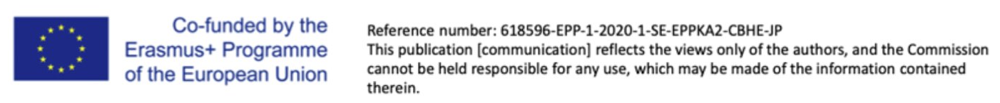 Co-funded by the
Erasmus+ Programme
of the European Union
Reference number: 618596-EPP-1-2020-1-SE-EPPKA2-CBHE-JP
This publication [communication] reflects the views only of the authors, and the Commission
cannot be held responsible for any use, which may be made of the information contained
therein.